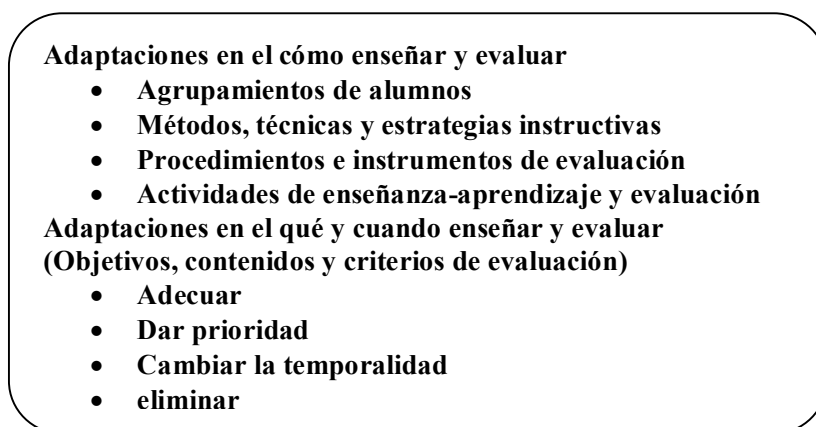 Adaptaciones en el cómo enseñar y evaluar
• Agrupamientos de alumnos
• Métodos, técnicas y estrategias instructivas
• Procedimientos e instrumentos de evaluación
• Actividades de enseñanza-aprendizaje y evaluación
Adaptaciones en el qué y cuando enseñar y evaluar
(Objetivos, contenidos y criterios de evaluación)
• Adecuar
• Dar prioridad
• Cambiar la temporalidad
• eliminar